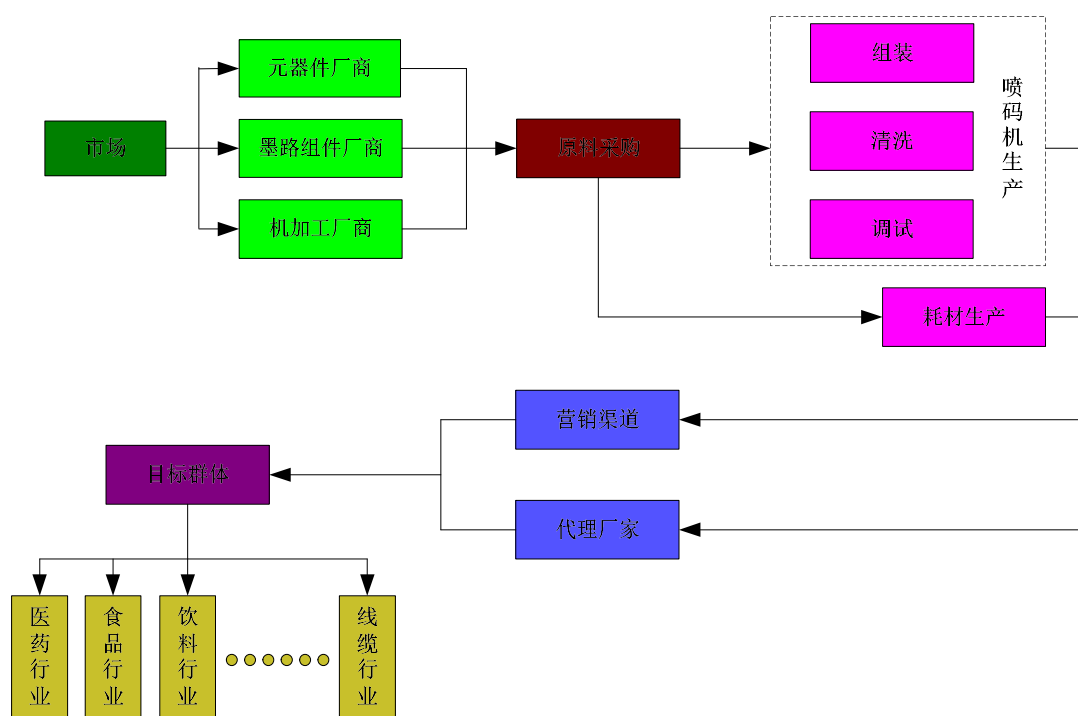 元器件厂商
组装
喷码机生产
市场
墨路组件厂商
原料采购
清洗
机加工厂商
调试
耗材生产
营销渠道
目标群体
代理厂家
医药行业
食品行业
饮料行业
线缆行业